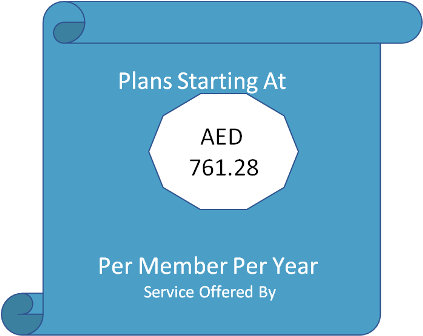 Plans Starting At
AED
761.28
Per Member Per Year
Service Offered By